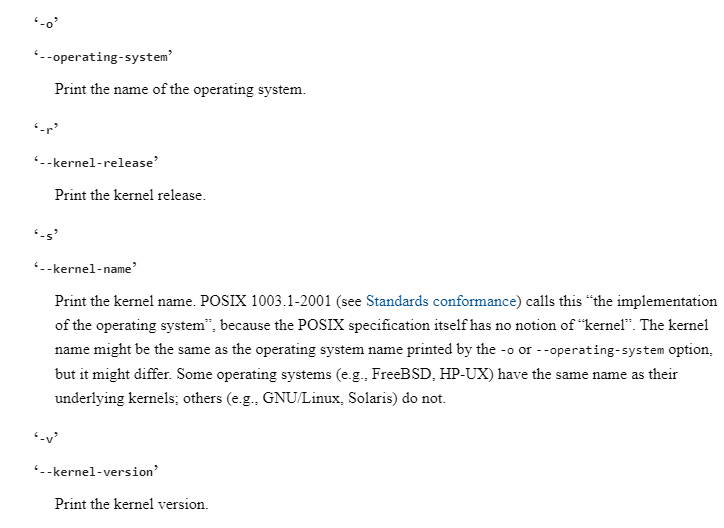 ‘-o’
‘--operating-system’
Print the name of the operating system.
‘-r’
‘--kernel-release’
Print the kernel release.
‘-s’
‘--kernel-name’
Print the kernel name. POSIX 1003.1-2001 (see Standards conformance) calls this “the implementation
of the operating system”, because the POSIX specification itself has no notion of “kernel”. The kernel
name might be the same as the operating system name printed by the -o or --operating-system option,
but it might differ. Some operating systems (e.g., FreeBSD, HP-UX) have the same name as their
underlying kernels; others (e.g., GNU/Linux, Solaris) do not.
‘-v’
‘--kernel-version’
Print the kernel version.